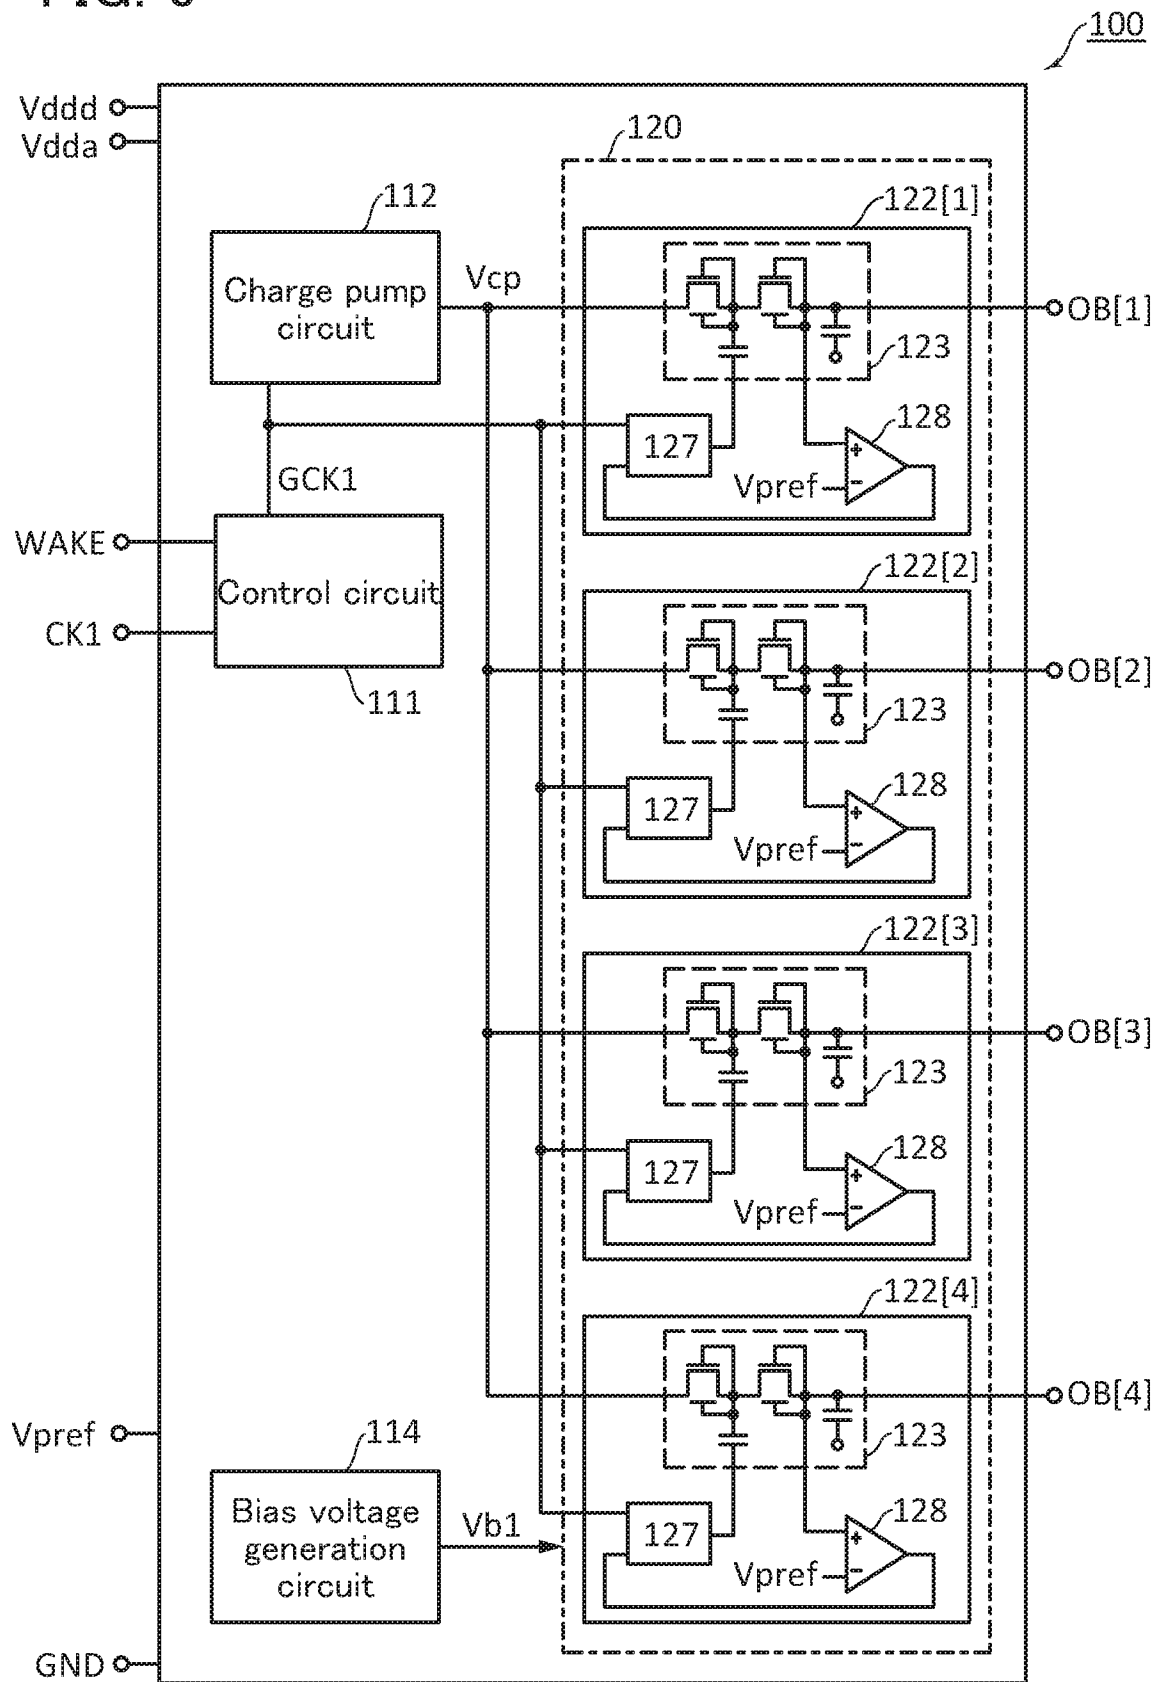 100
Vddd
Vdda
120
112
122[1]
Charge pump
circuit
Vcp
OB[1]
123
128
127
+
Vpref
-
GCK1
WAKE
Control circuit
CK1
111
122[2]
OB[2]
123
128
127
+
Vpref
-
122[3]
OB[3]
123
128
127
+
Vpref
-
122[4]
OB[4]
123
128
127
+
Vpref
-
Vpref
114
Bias voltage
generation
circuit
Vb1
GND